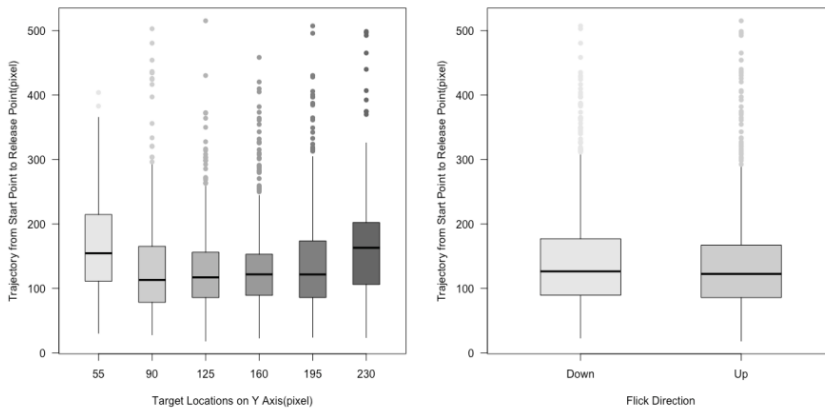 Trajectory from Start Point to Release Point(pixel)
500
400
300
200
100
0
55 90 125 160 195 230
Target Locations on Y Axis(pixel)
Trajectory from Start Point to Release Point(pixel)
500
400
300
200
100
0
Down Up
Flick Direction